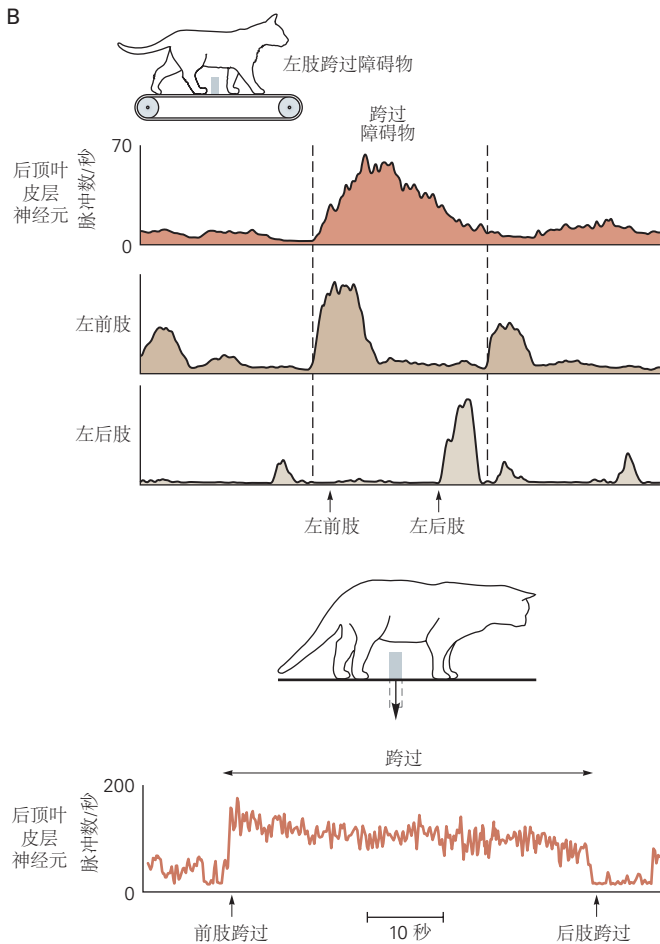 B
左肢跨过障碍物
跨过
障碍物
后顶叶
皮层
神经元
脉冲数/秒
70
0
左前肢
左后肢
左前肢
左后肢
跨过
后顶叶
皮层
神经元
脉冲数/秒
200
0
前肢跨过
10 秒
后肢跨过